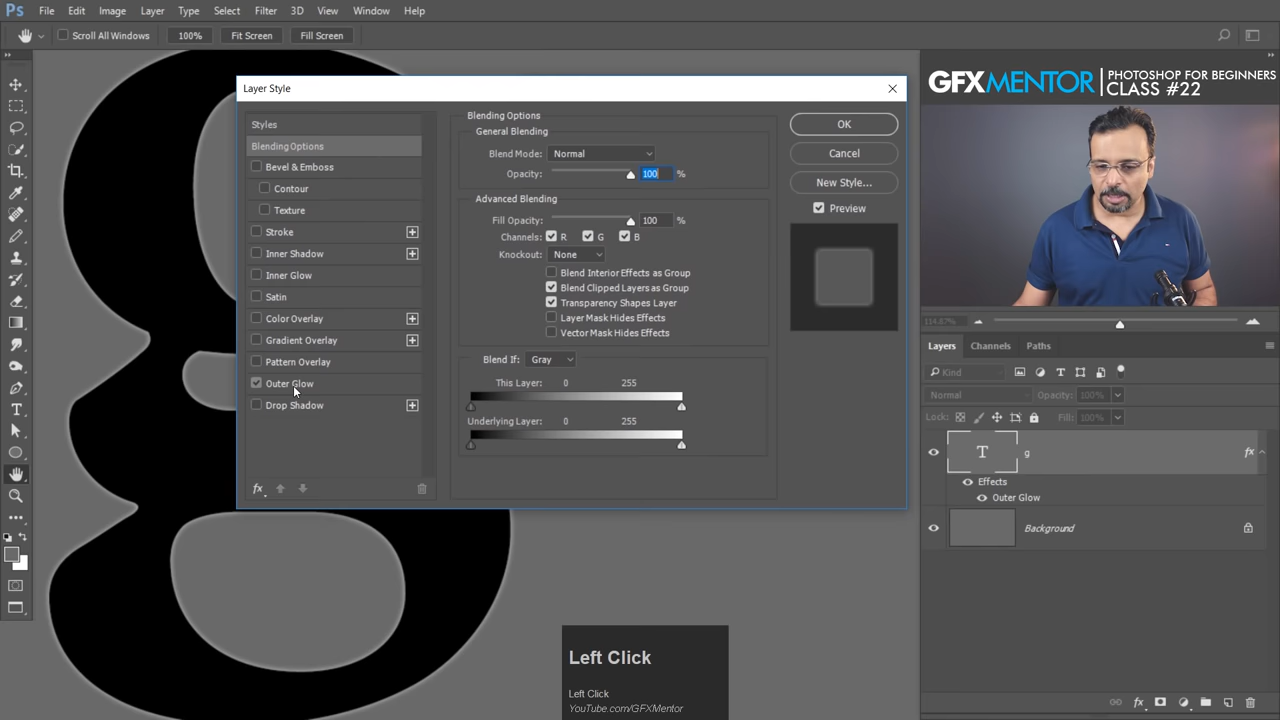 Ps File Edit Image Layer Type Select Filter 3D View Window Help
Scroll All Windows 100% Fit Screen Fill Screen
GFXMENTOR PHOTOSHOP FOR BEGINNERS
CLASS #22
Layer Style
Styles
Blending Options
Bevel & Emboss
Contour
Texture
Stroke
Inner Shadow
Inner Glow
Satin
Color Overlay
Gradient Overlay
Pattern Overlay
Outer Glow
Drop Shadow
fx
Blending Options
General Blending
Blend Mode: Normal
Opacity: 100 %
Advanced Blending
Fill Opacity: 100 %
Channels: R G B
Knockout: None
Blend Interior Effects as Group
Blend Clipped Layers as Group
Transparency Shapes Layer
Layer Mask Hides Effects
Vector Mask Hides Effects
Blend If: Gray
This Layer: 0 255
Underlying Layer: 0 255
OK
Cancel
New Style...
Preview
114.87%
Layers Channels Paths
Kind
Normal Opacity: 100%
Lock: Fill: 100%
T g fx
Effects
Outer Glow
Background
fx
g
Left Click
Left Click
YouTube.com/GFXMentor